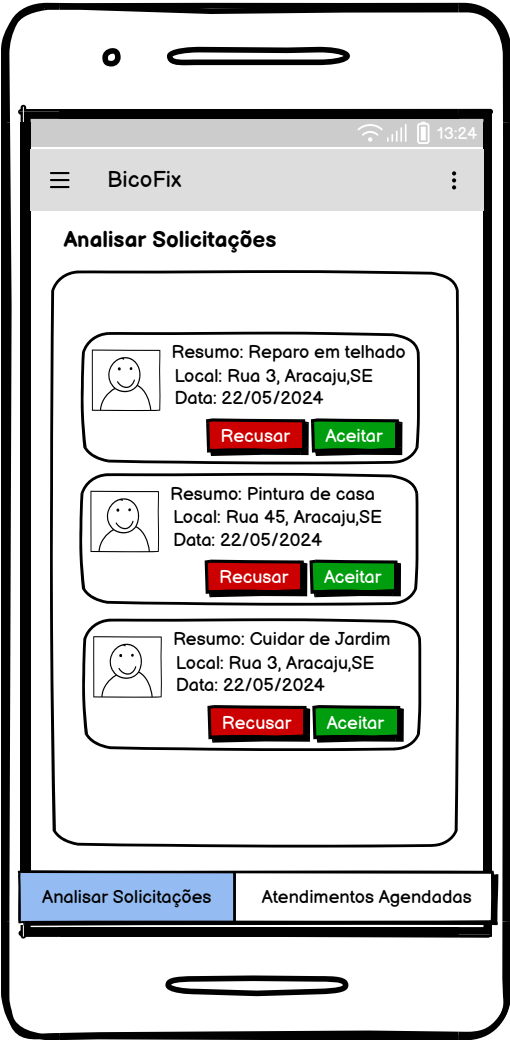 13:24
BicoFix
Analisar Solicitações
Resumo: Reparo em telhado
Local: Rua 3, Aracaju,SE
Data: 22/05/2024
Recusar Aceitar
Resumo: Pintura de casa
Local: Rua 45, Aracaju,SE
Data: 22/05/2024
Recusar Aceitar
Resumo: Cuidar de Jardim
Local: Rua 3, Aracaju,SE
Data: 22/05/2024
Recusar Aceitar
Analisar Solicitações Atendimentos Agendadas